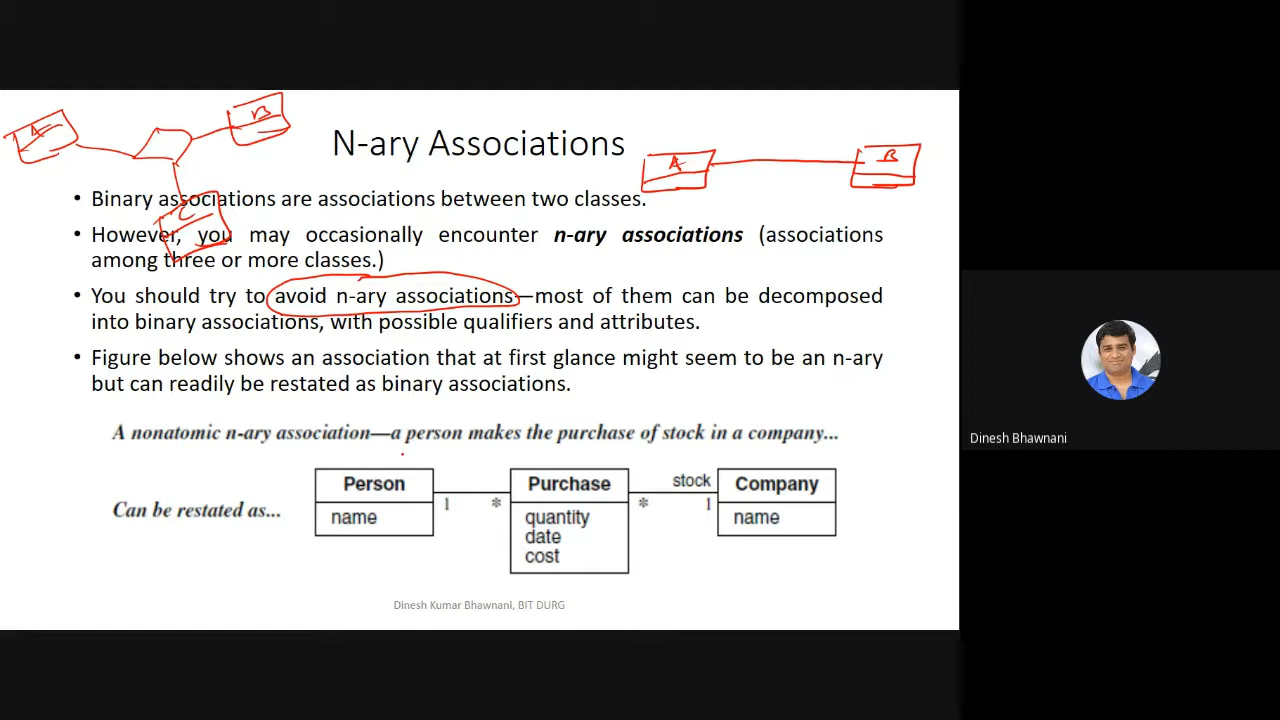 A
B
N-ary Associations
A
B
• Binary associations are associations between two classes.
C
• However, you may occasionally encounter n-ary associations (associations
among three or more classes.)
• You should try to avoid n-ary associations—most of them can be decomposed
into binary associations, with possible qualifiers and attributes.
• Figure below shows an association that at first glance might seem to be an n-ary
but can readily be restated as binary associations.
A nonatomic n-ary association—a person makes the purchase of stock in a company...
Can be restated as...
Person
name
1
*
Purchase
quantity
date
cost
stock
*
1
Company
name
Dinesh Kumar Bhawnani, BIT DURG
Dinesh Bhawnani